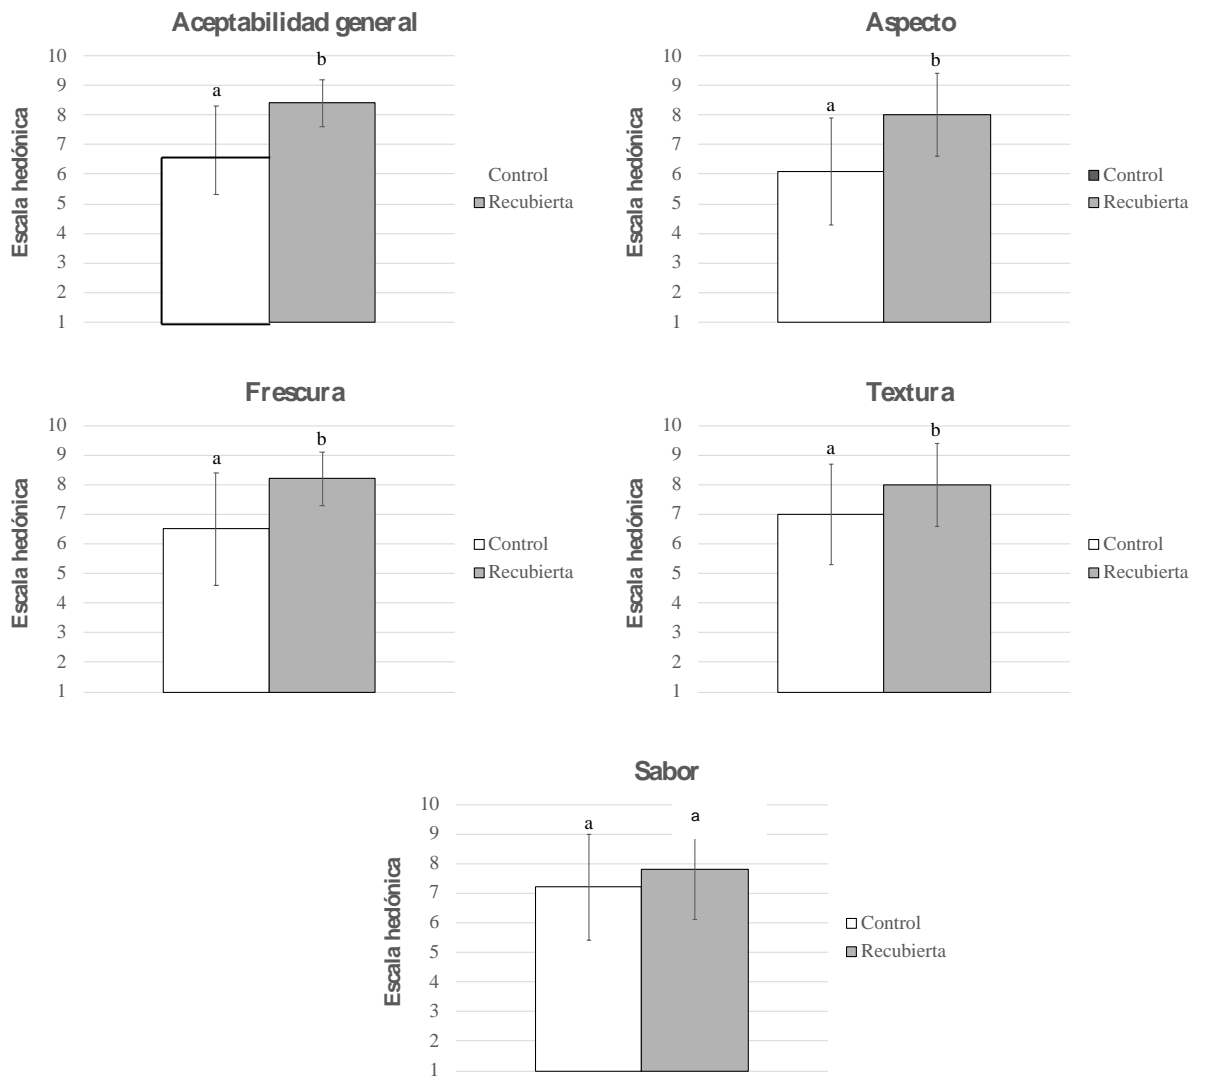 Aceptabilidad general
10
9
8
7
6
5
4
3
2
1
Escala hedónica
a
b
Control
Recubierta
Aspecto
10
9
8
7
6
5
4
3
2
1
Escala hedónica
a
b
Control
Recubierta
Frescura
10
9
8
7
6
5
4
3
2
1
Escala hedónica
a
b
Control
Recubierta
Textura
10
9
8
7
6
5
4
3
2
1
Escala hedónica
a
b
Control
Recubierta
Sabor
10
9
8
7
6
5
4
3
2
1
Escala hedónica
a
a
Control
Recubierta